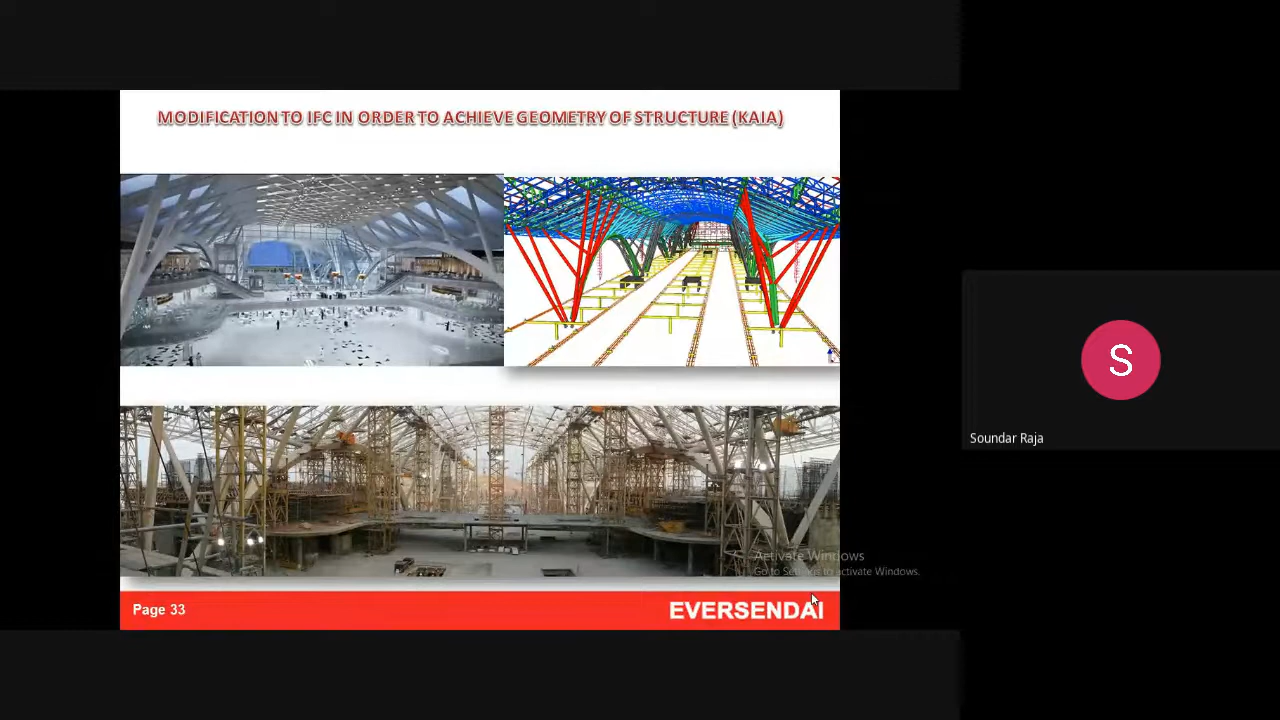 MODIFICATION TO IFC IN ORDER TO ACHIEVE GEOMETRY OF STRUCTURE (KAIA)
S
Soundar Raja
Activate Windows
Go to Settings to activate Windows.
Page 33
EVERSENDAI